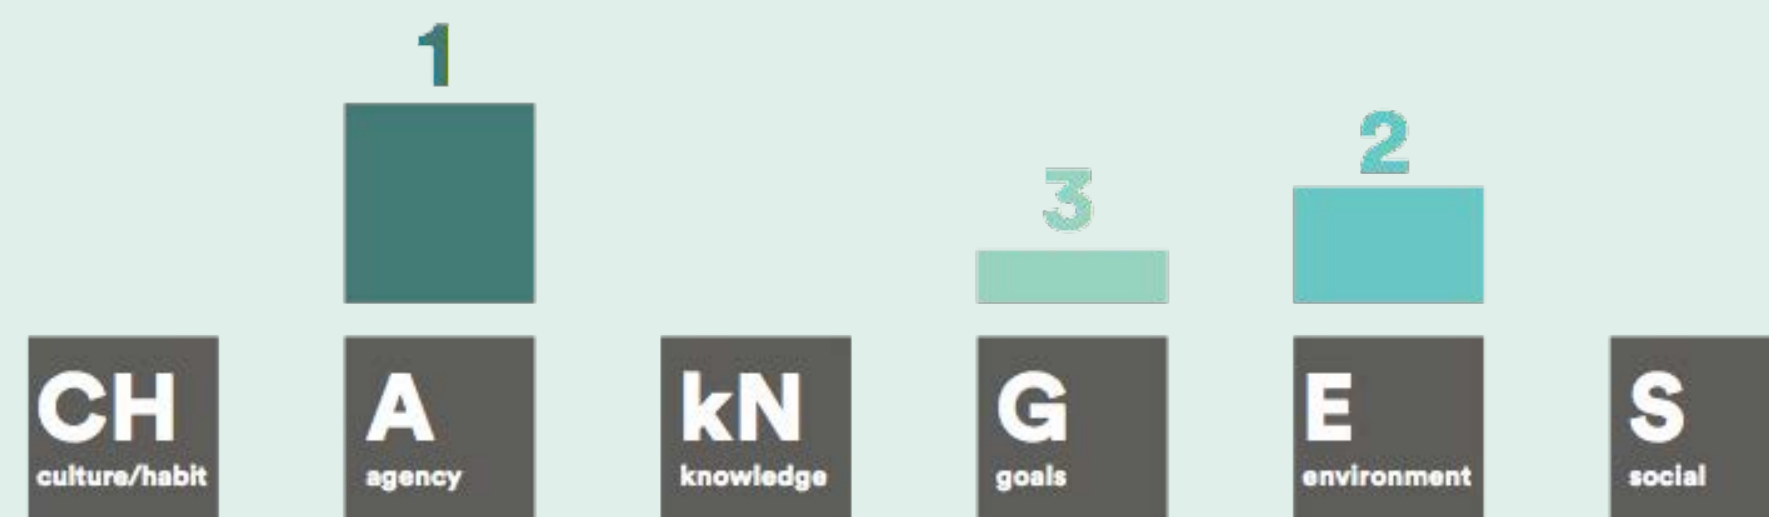 1
2
3
CH
culture/habit
A
agency
kN
knowledge
G
goals
E
environment
S
social